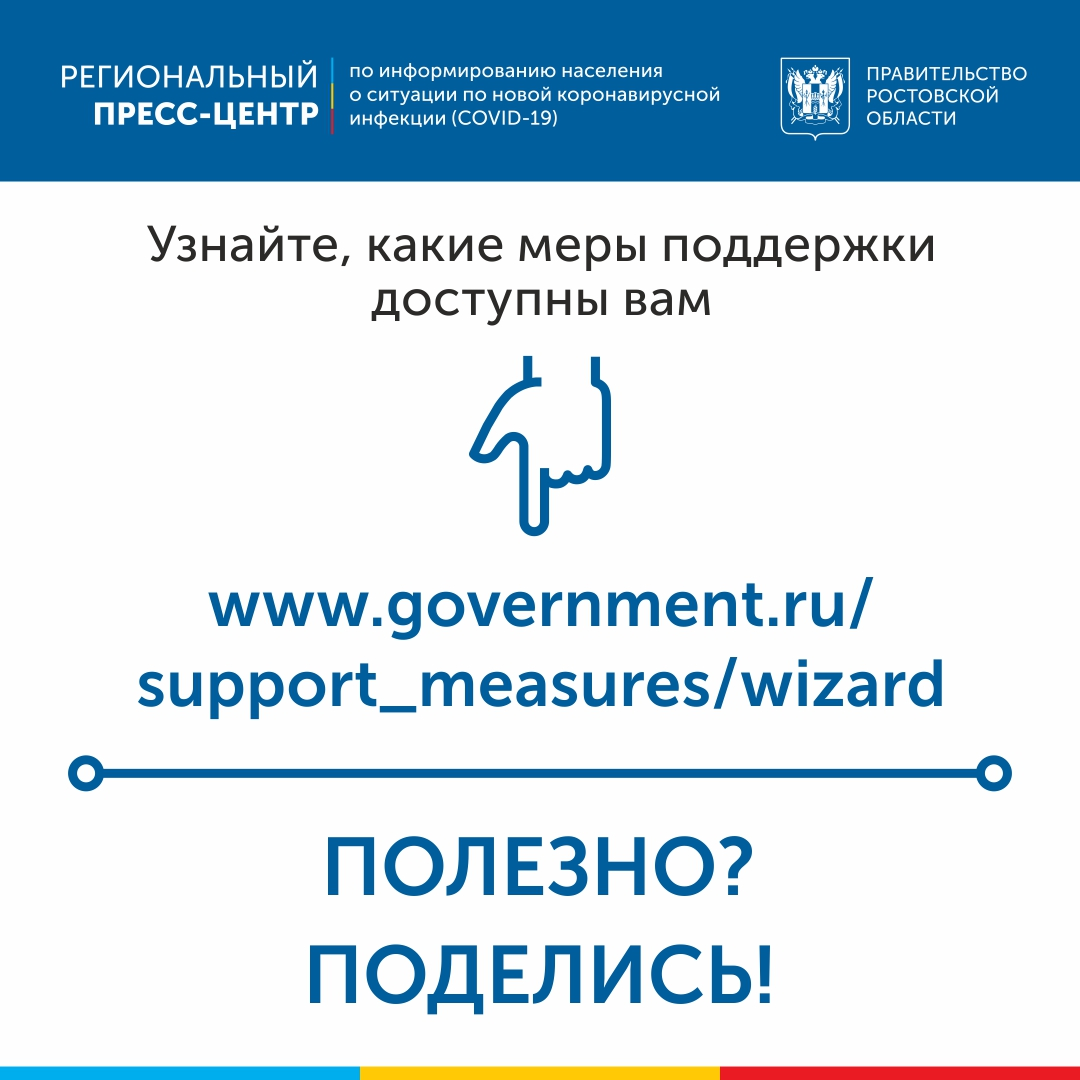 РЕГИОНАЛЬНЫЙ
ПРЕСС-ЦЕНТР
по информированию населения
о ситуации по новой коронавирусной
инфекции (COVID-19)
ПРАВИТЕЛЬСТВО
РОСТОВСКОЙ
ОБЛАСТИ
Узнайте, какие меры поддержки
доступны вам
www.government.ru/
support_measures/wizard
ПОЛЕЗНО?
ПОДЕЛИСЬ!